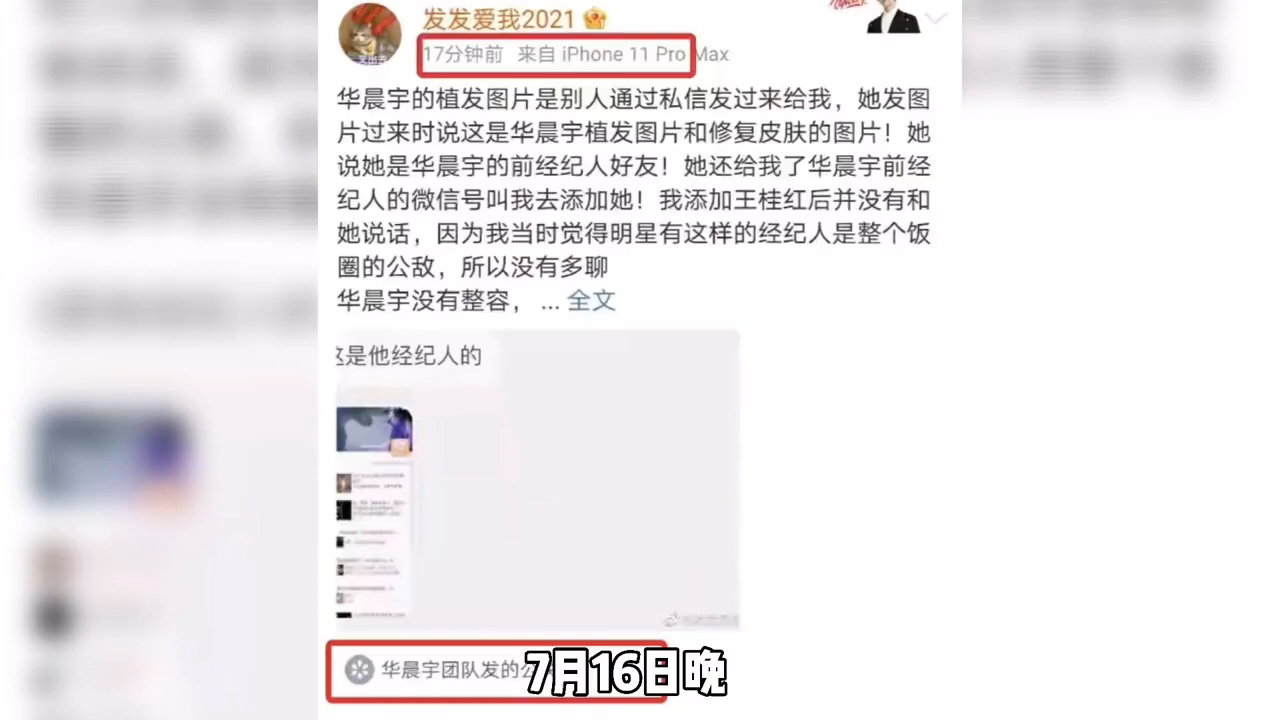 发发爱我2021
17分钟前 来自 iPhone 11 Pro Max
华晨宇的植发图片是别人通过私信发过来给我，她发图
片过来时说这是华晨宇植发图片和修复皮肤的图片！她
说她是华晨宇的前经纪人好友！她还给我了华晨宇前经
纪人的微信号叫我去添加她！我添加王桂红后并没有和
她说话，因为我当时觉得明星有这样的经纪人是整个饭
圈的公敌，所以没有多聊
华晨宇没有整容， ... 全文
这是他经纪人的
华晨宇团队发的
7月16日晚